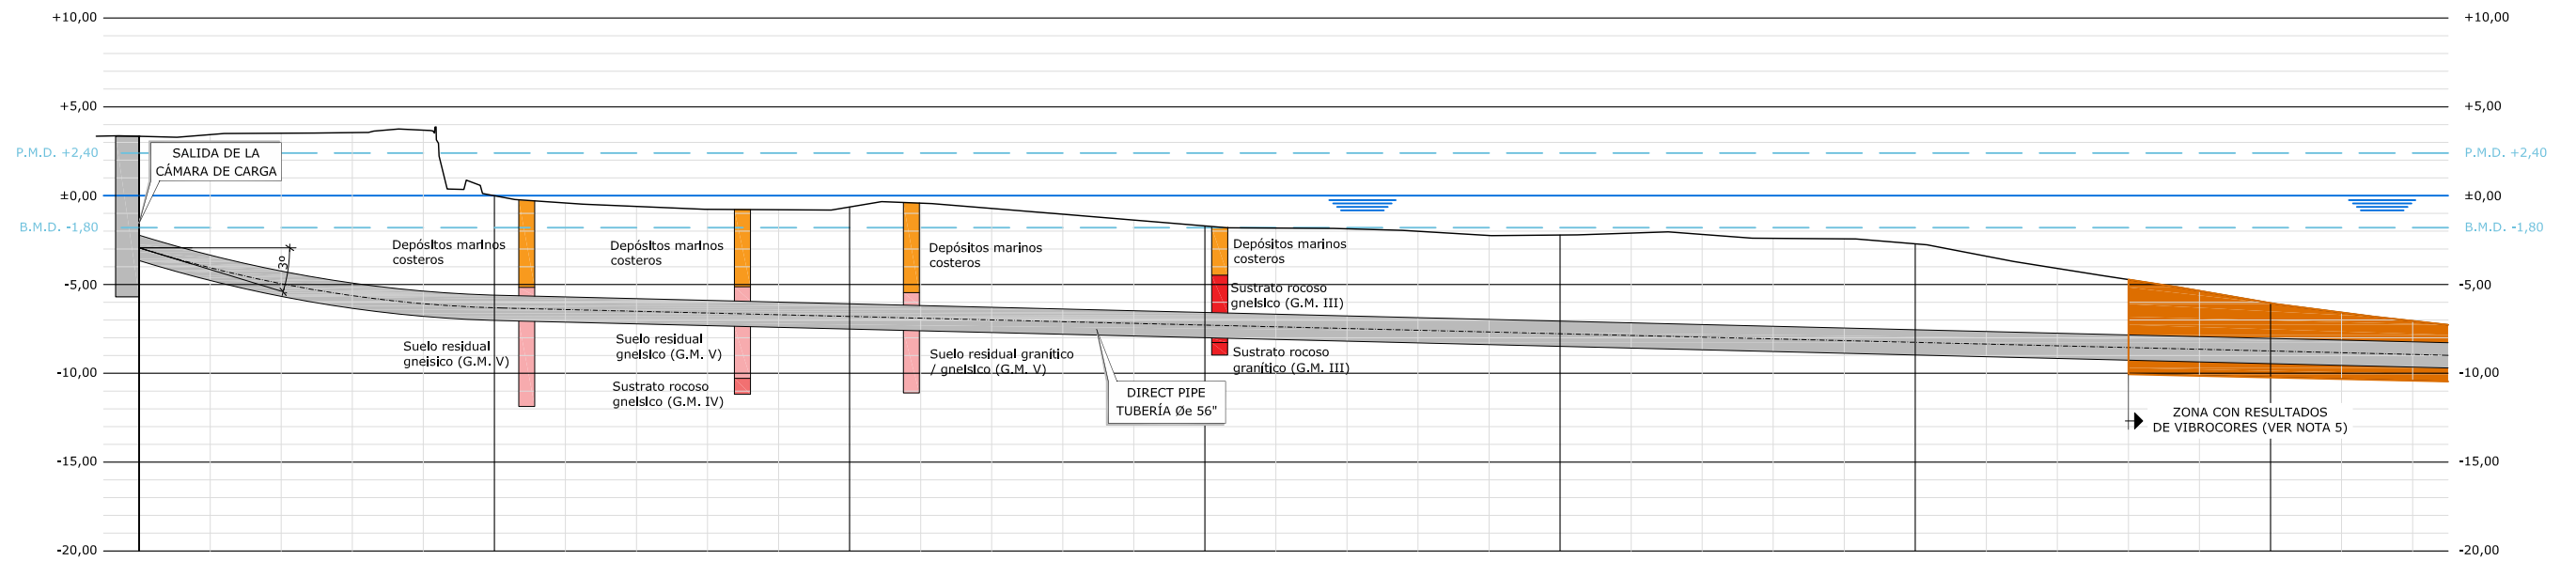 +10,00
+10,00
+5,00
+5,00
P.M.D. +2,40
P.M.D. +2,40
SALIDA DE LA
CÁMARA DE CARGA
±0,00
±0,00
B.M.D. -1,80
B.M.D. -1,80
3º
Depósitos marinos
costeros
Depósitos marinos
costeros
Depósitos marinos
costeros
Depósitos marinos
costeros
-5,00
-5,00
Sustrato rocoso
gneisico (G.M. III)
Suelo residual
gneisico (G.M. V)
Suelo residual
gneisico (G.M. V)
Suelo residual granítico
/ gneisico (G.M. V)
Sustrato rocoso
granítico (G.M. III)
-10,00
-10,00
Sustrato rocoso
gneisico (G.M. IV)
DIRECT PIPE
TUBERÍA Øe 56"
ZONA CON RESULTADOS
DE VIBROCORES (VER NOTA 5)
-15,00
-15,00
-20,00
-20,00